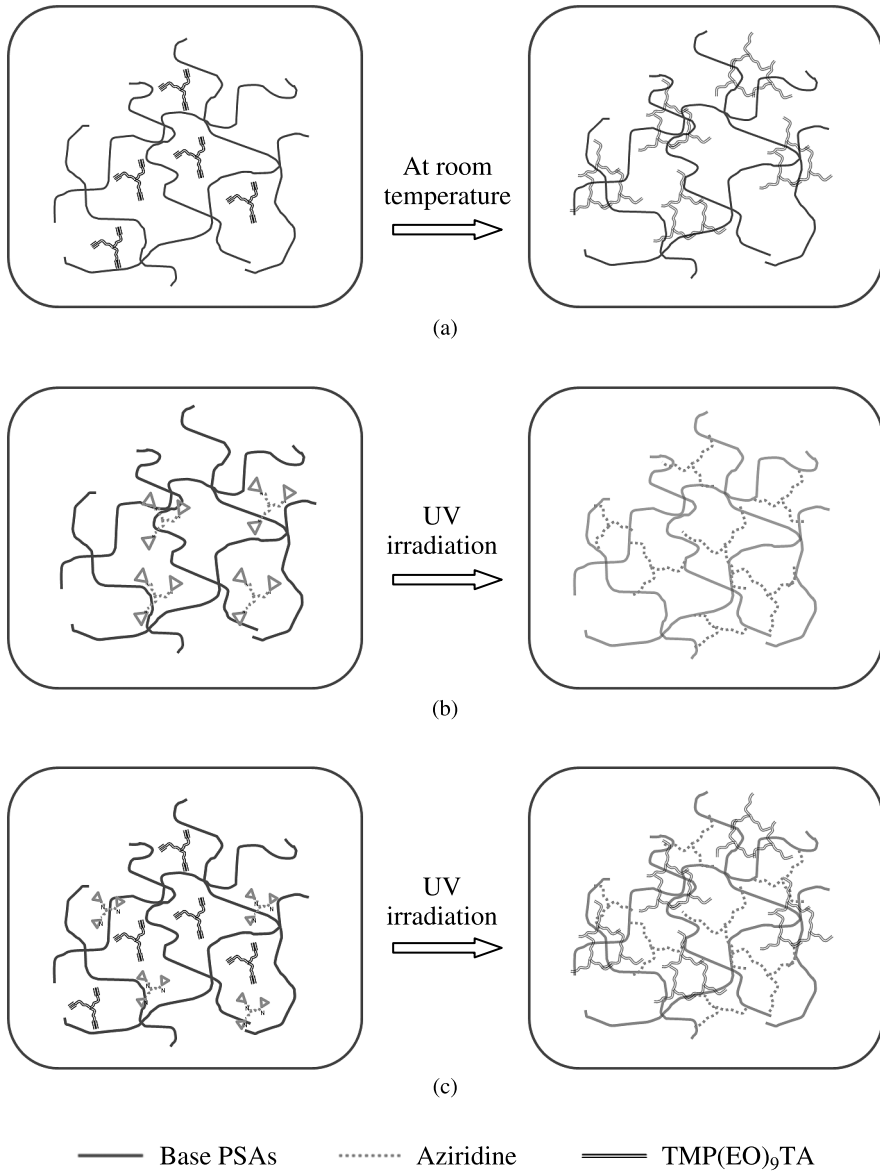 At room
temperature
(a)
UV
irradiation
(b)
N N N N
N N N
UV
irradiation
N N N
N N N
(c)
Base PSAs
Aziridine
TMP(EO)₉TA